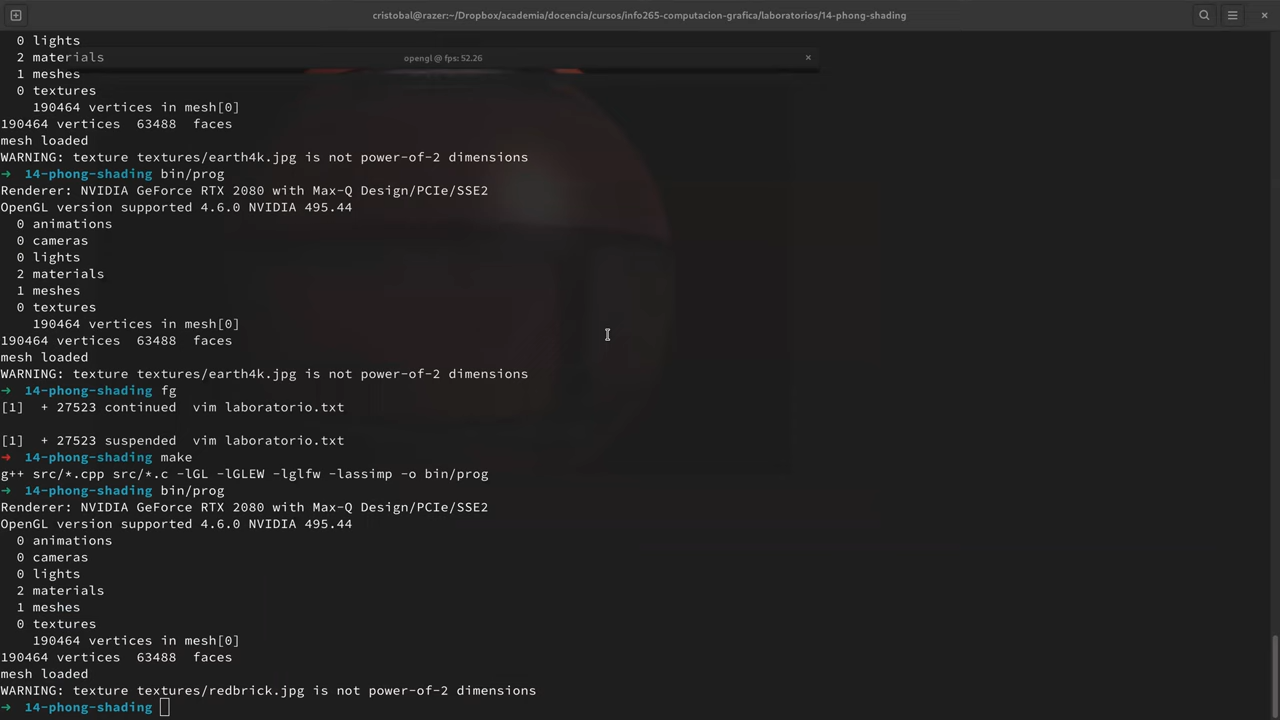 cristobal@razer:~/Dropbox/academia/docencia/cursos/info265-computacion-grafica/laboratorios/14-phong-shading
0 lights
2 materials
opengl @ fps: 52.26
1 meshes
0 textures
190464 vertices in mesh[0]
190464 vertices  63488  faces
mesh loaded
WARNING: texture textures/earth4k.jpg is not power-of-2 dimensions
→  14-phong-shading bin/prog
Renderer: NVIDIA GeForce RTX 2080 with Max-Q Design/PCIe/SSE2
OpenGL version supported 4.6.0 NVIDIA 495.44
0 animations
0 cameras
0 lights
2 materials
1 meshes
0 textures
190464 vertices in mesh[0]
190464 vertices  63488  faces
mesh loaded
WARNING: texture textures/earth4k.jpg is not power-of-2 dimensions
→  14-phong-shading fg
[1]  + 27523 continued  vim laboratorio.txt
[1]  + 27523 suspended  vim laboratorio.txt
→  14-phong-shading make
g++ src/*.cpp src/*.c -lGL -lGLEW -lglfw -lassimp -o bin/prog
→  14-phong-shading bin/prog
Renderer: NVIDIA GeForce RTX 2080 with Max-Q Design/PCIe/SSE2
OpenGL version supported 4.6.0 NVIDIA 495.44
0 animations
0 cameras
0 lights
2 materials
1 meshes
0 textures
190464 vertices in mesh[0]
190464 vertices  63488  faces
mesh loaded
WARNING: texture textures/redbrick.jpg is not power-of-2 dimensions
→  14-phong-shading